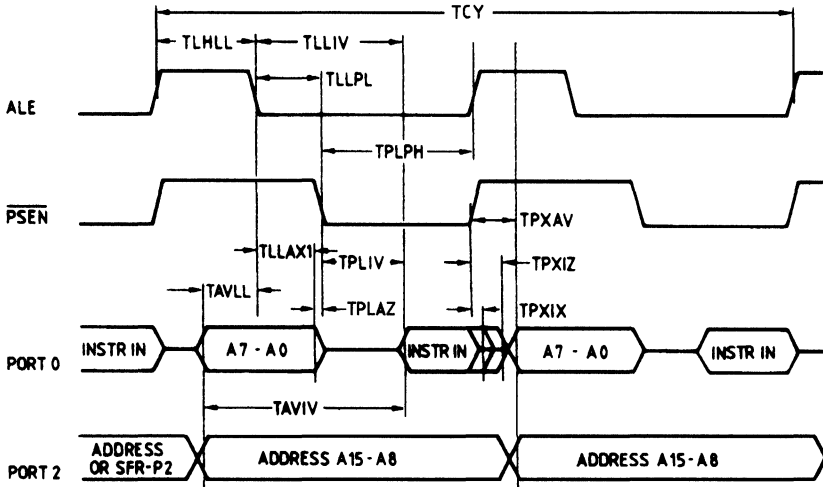 TCY
TLHLL TLLIV
TLLPL
ALE
TPLPH
PSEN
TPXAV
TLLAX1
TPLIV TPXIZ
TAVLL
TPLAZ TPXIX
PORT 0 INSTR IN A7 - A0 INSTR IN A7 - A0 INSTR IN
TAVIV
PORT 2 ADDRESS OR SFR-P2 ADDRESS A15 - A8 ADDRESS A15 - A8